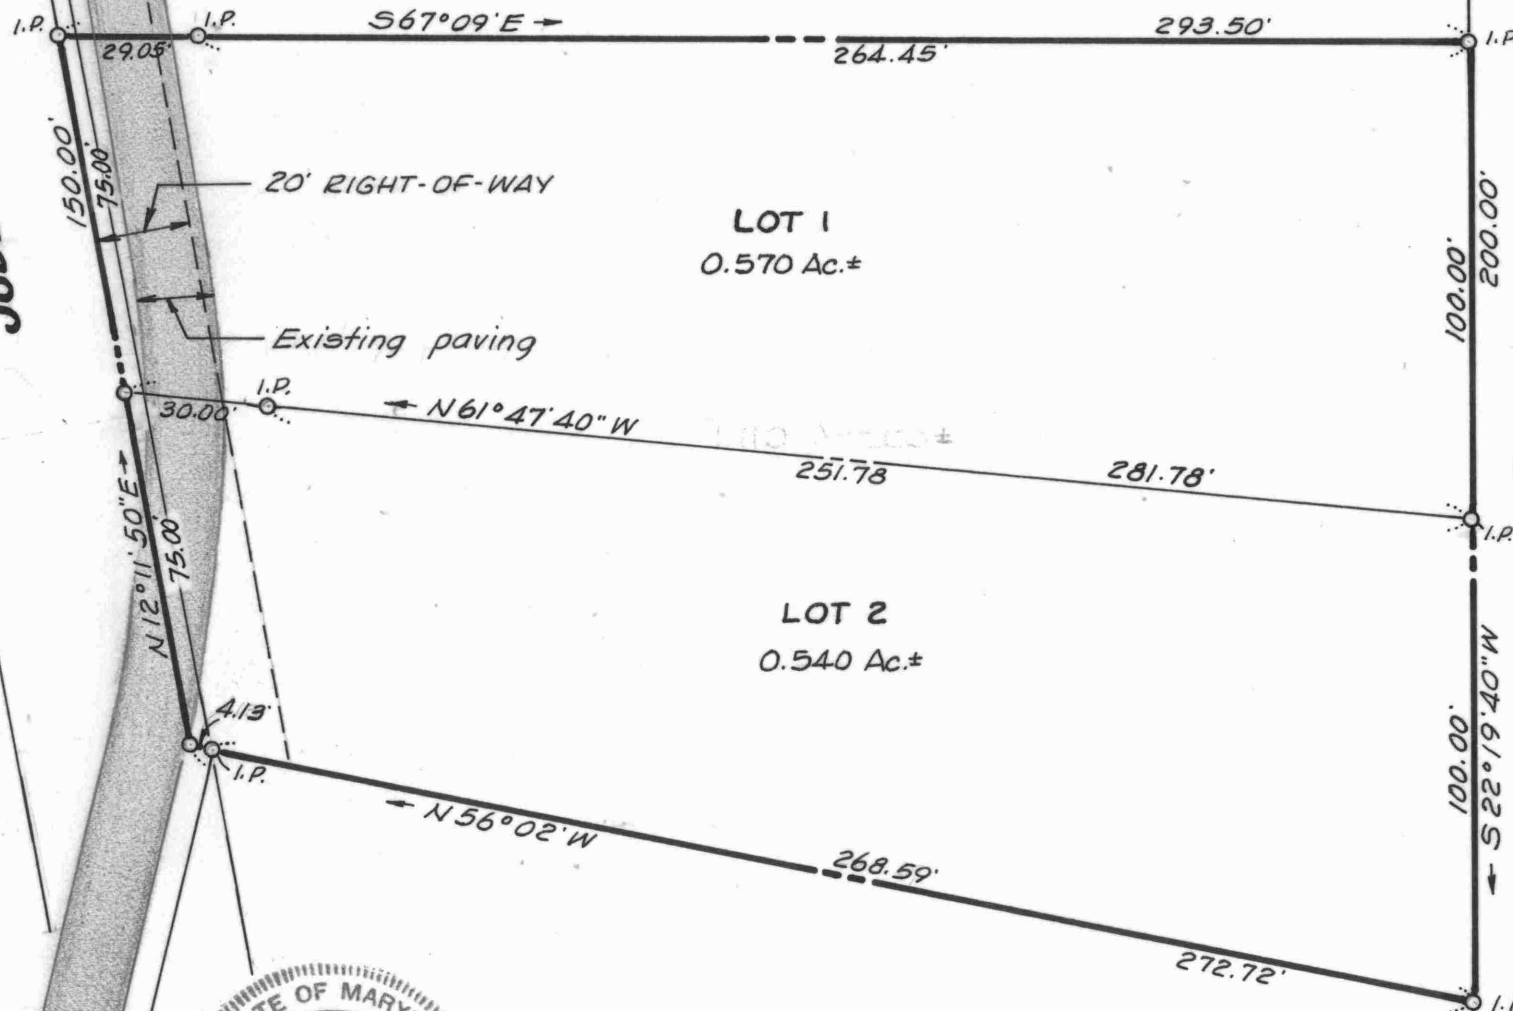 I.P.
I.P.
S67°09'E
293.50'
I.P.
29.05'
264.45'
150.00'
75.00'
20' RIGHT-OF-WAY
LOT 1
0.570 Ac.±
200.00'
100.00'
Existing paving
I.P.
30.00'
N61°47'40"W
251.78
281.78'
I.P.
N12°11'50"E
75.00'
LOT 2
0.540 Ac.±
S22°19'40"W
100.00'
4.13'
I.P.
N56°02'W
268.59'
272.72'
OF MARY